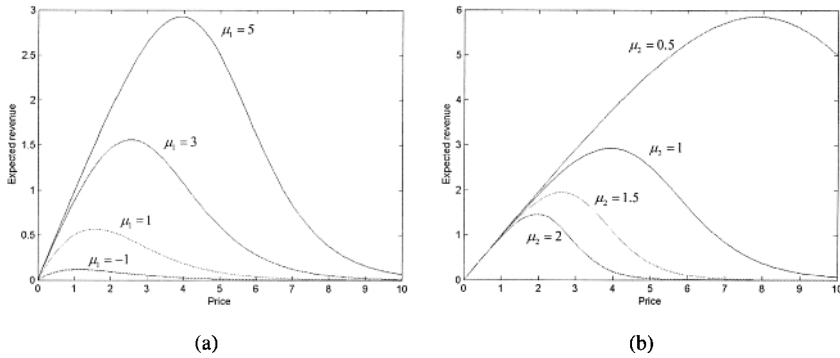 3
2.5
2
1.5
1
0.5
0
0 1 2 3 4 5 6 7 8 9 10
Expected revenue
Price
μ₁ = 5
μ₁ = 3
μ₁ = 1
μ₁ = −1
(a)
6
5
4
3
2
1
0
0 1 2 3 4 5 6 7 8 9 10
Expected revenue
Price
μ₂ = 0.5
μ₂ = 1
μ₂ = 1.5
μ₂ = 2
(b)